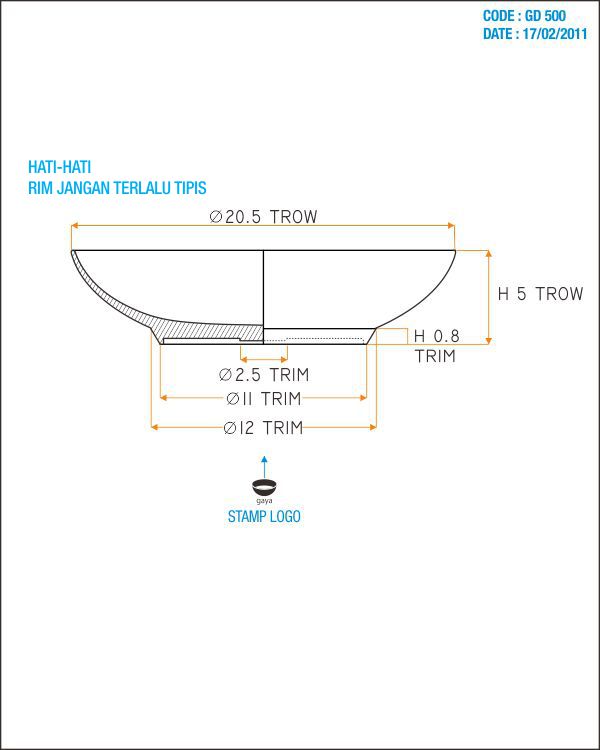 CODE : GD 500
DATE : 17/02/2011
HATI-HATI
RIM JANGAN TERLALU TIPIS
∅20.5 TROW
H 5 TROW
H 0.8
TRIM
∅2.5 TRIM
∅11 TRIM
∅12 TRIM
gaya
STAMP LOGO